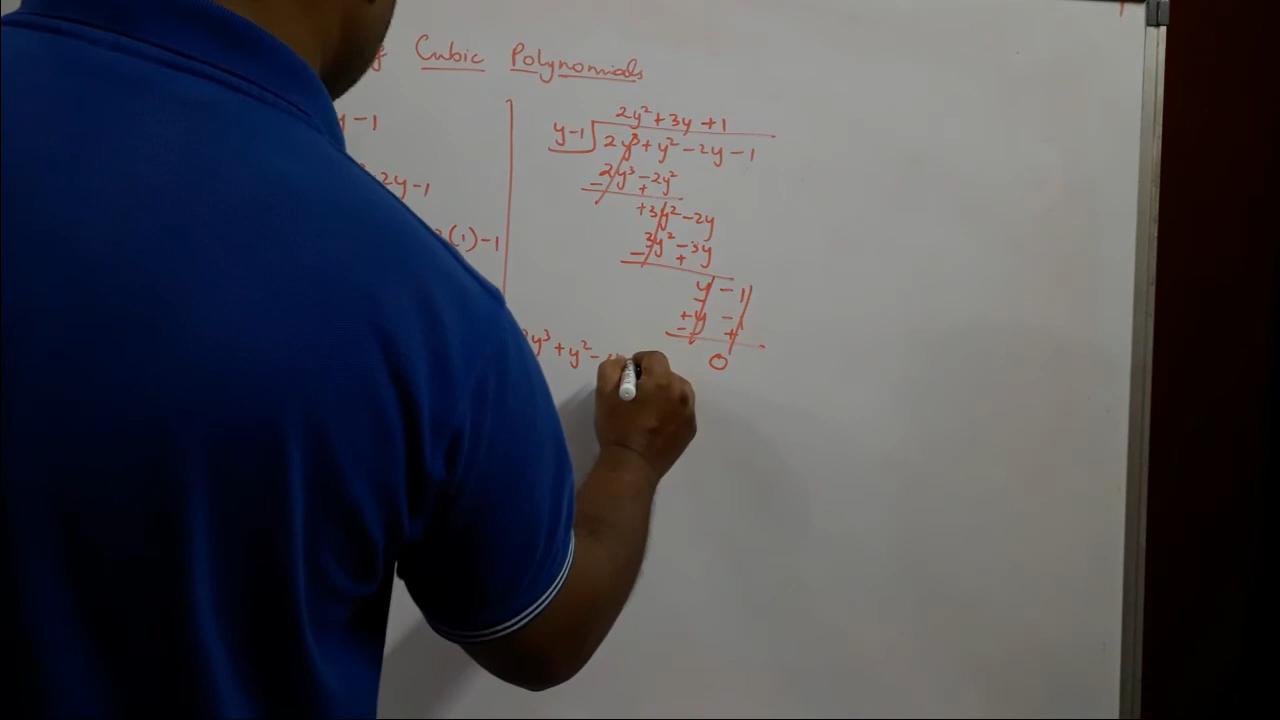 Cubic Polynomials
y-1
2y-1
(1)-1
2y²+3y+1
y-1 2y³+y²-2y-1
2y³-2y²
- +
+3y²-2y
3y²-3y
- +
y-1
+y-1
- +
0
2y³+y²-